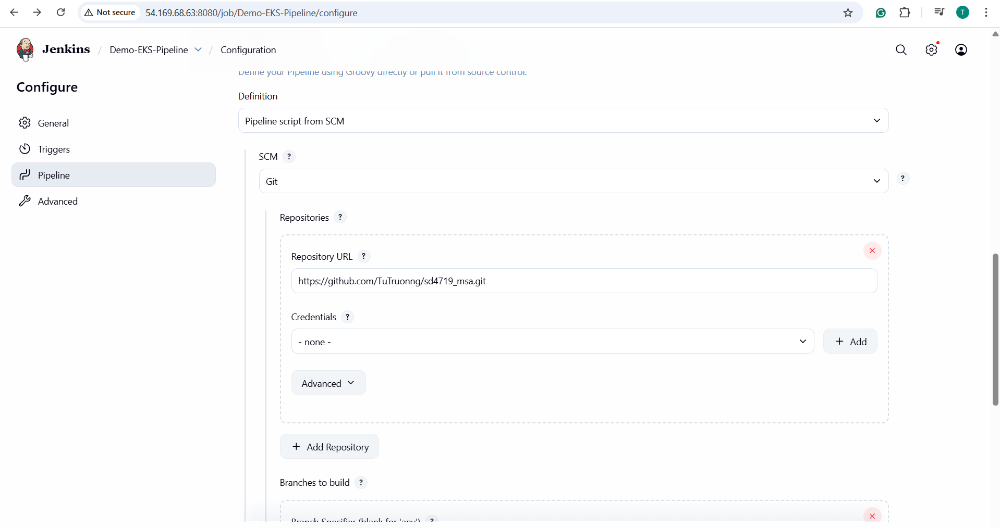 Not secure 54.169.68.63:8080/job/Demo-EKS-Pipeline/configure T
Jenkins / Demo-EKS-Pipeline / Configuration
Define your Pipeline using Groovy directly or pull it from source control.
Configure
General
Triggers
Pipeline
Advanced
Definition
Pipeline script from SCM
SCM ?
Git ?
Repositories ?
Repository URL ?
https://github.com/TuTruonng/sd4719_msa.git
Credentials ?
- none -
+ Add
Advanced
+ Add Repository
Branches to build ?
Branch Specifier (blank for 'any') ?